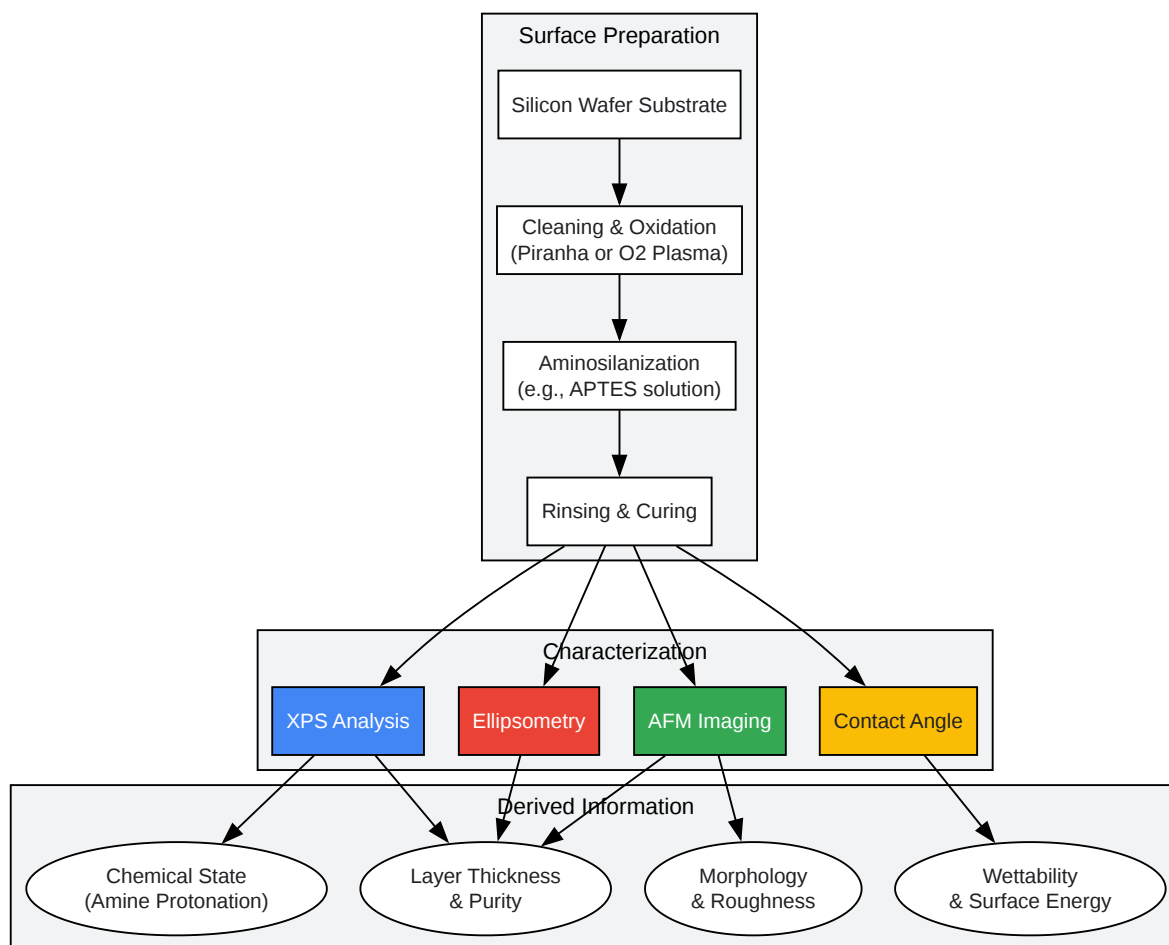 Surface Preparation
Silicon Wafer Substrate
Cleaning & Oxidation
(Piranha or O2 Plasma)
Aminosilanization
(e.g., APTES solution)
Rinsing & Curing
Characterization
XPS Analysis
Ellipsometry
AFM Imaging
Contact Angle
Derived Information
Chemical State
(Amine Protonation)
Layer Thickness
& Purity
Morphology
& Roughness
Wettability
& Surface Energy